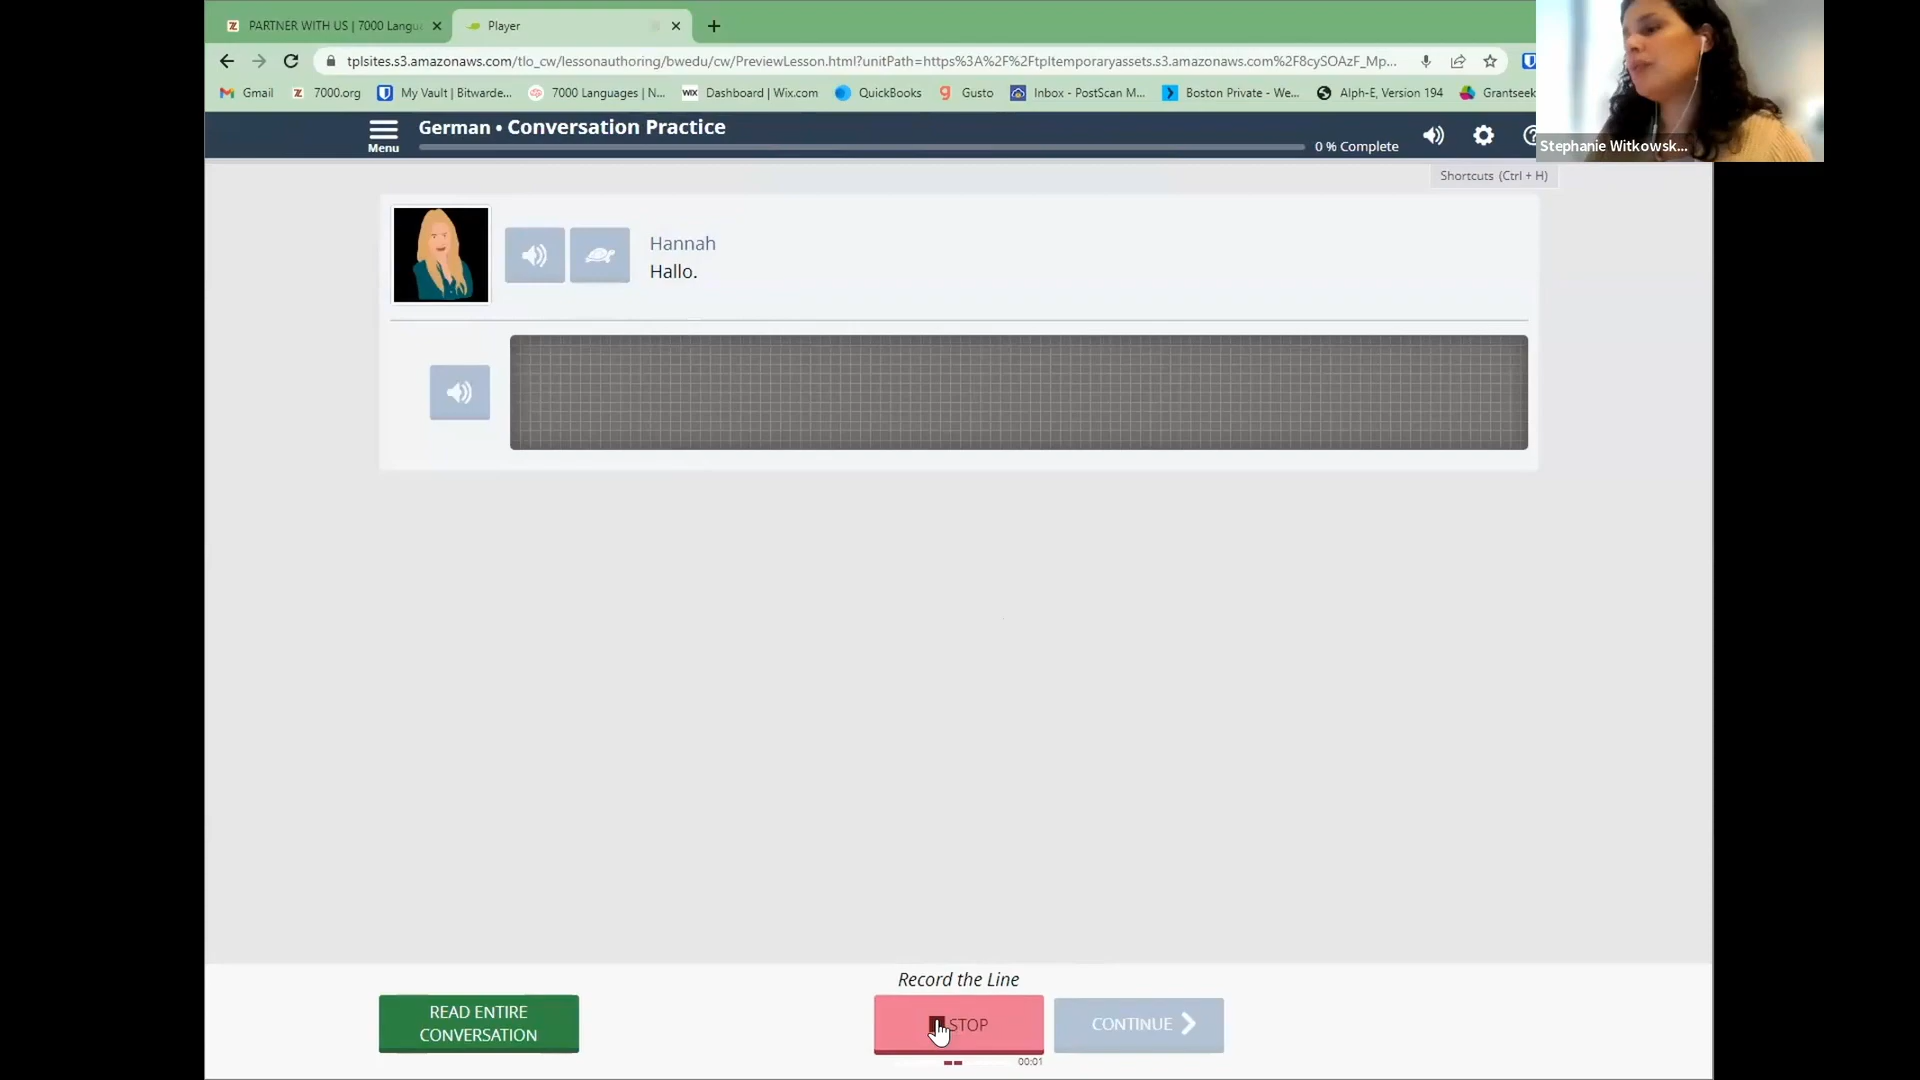 PARTNER WITH US | 7000 Langu
Player
tplsites.s3.amazonaws.com/tlo_cw/lessonauthoring/bwedu/cw/PreviewLesson.html?unitPath=https%3A%2F%2Ftpltemporaryassets.s3.amazonaws.com%2F8cySOAzF_Mp...
Gmail 7000.org My Vault | Bitwarde... 7000 Languages | N... WIX Dashboard | Wix.com QuickBooks Gusto Inbox - PostScan M... Boston Private - We... Alph-E, Version 194 Grantseek
Stephanie Witkowsk...
Menu
German • Conversation Practice
0 % Complete
Shortcuts (Ctrl + H)
Hannah
Hallo.
Record the Line
READ ENTIRE
CONVERSATION
STOP
CONTINUE
00:01